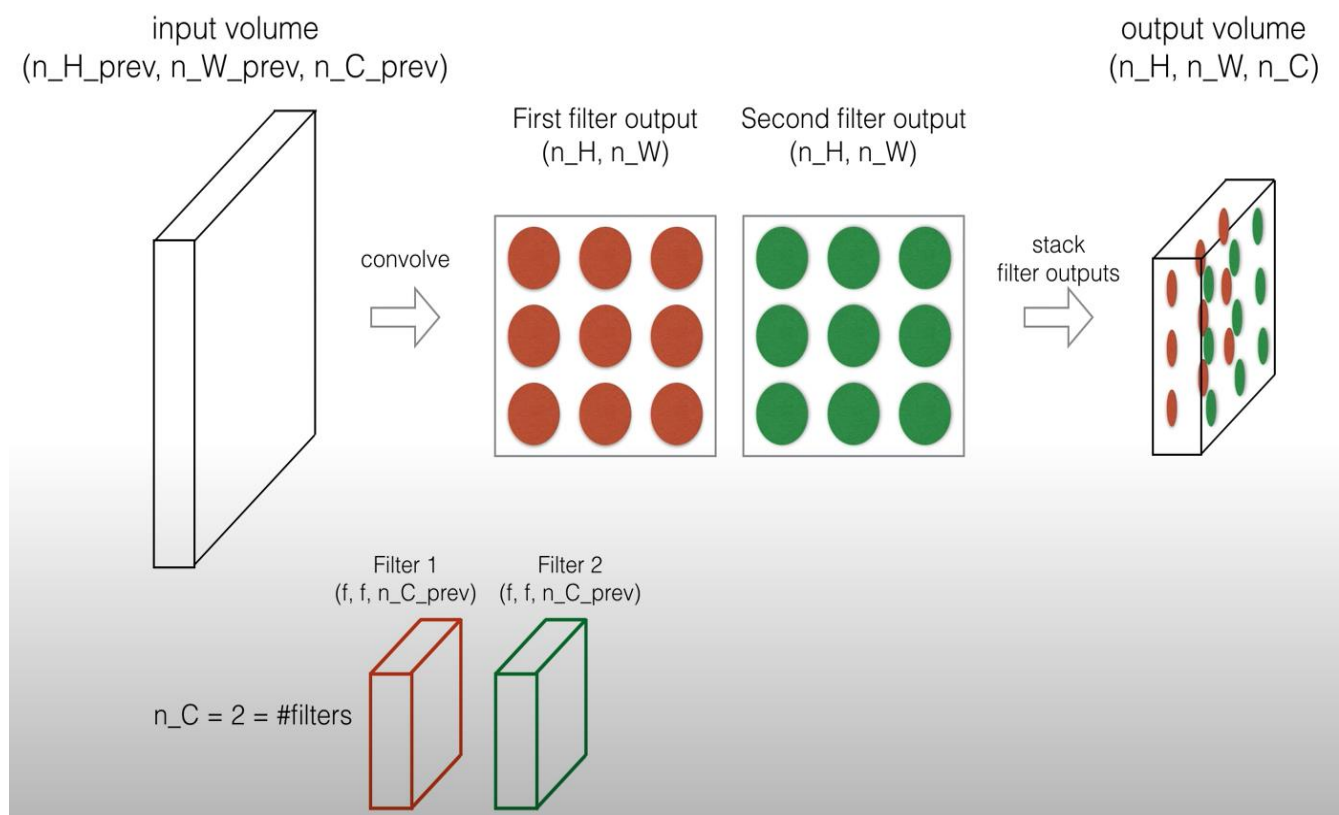 input volume
(n_H_prev, n_W_prev, n_C_prev)
output volume
(n_H, n_W, n_C)
First filter output
(n_H, n_W)
Second filter output
(n_H, n_W)
convolve
stack
filter outputs
Filter 1
(f, f, n_C_prev)
Filter 2
(f, f, n_C_prev)
n_C = 2 = #filters